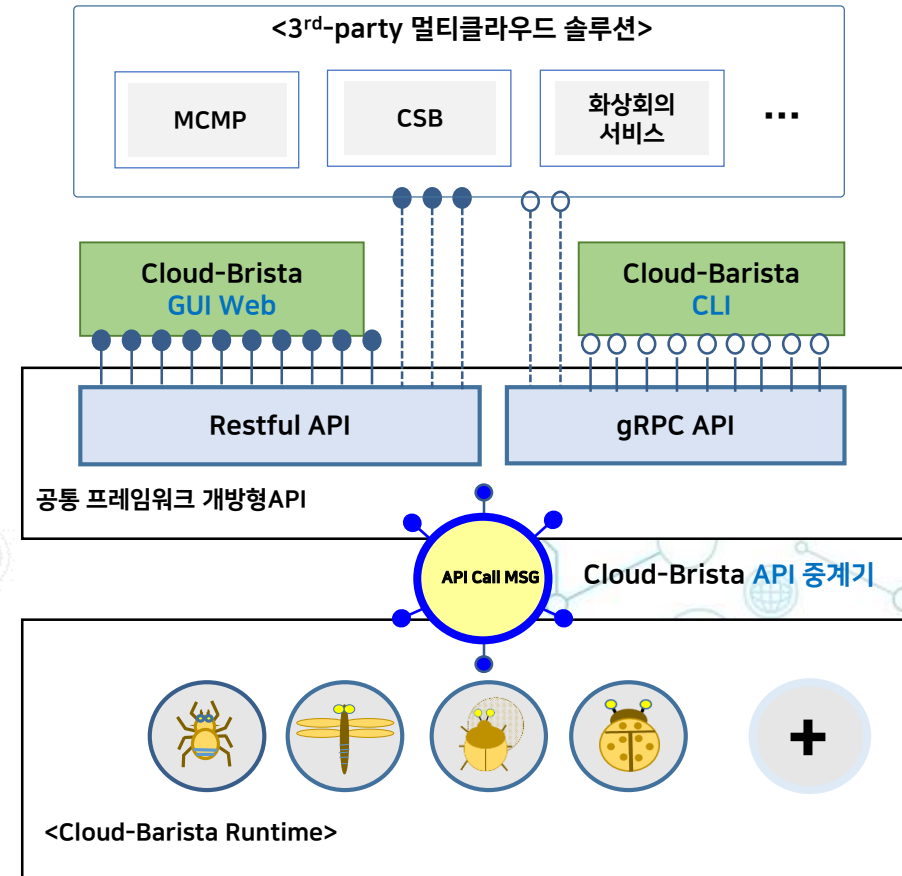 <3rd-party 멀티클라우드 솔루션>
MCMP
CSB
화상회의
서비스
...
Cloud-Brista
GUI Web
Cloud-Barista
CLI
Restful API
gRPC API
공통 프레임워크 개방형API
API Call MSG
Cloud-Brista API 중계기
+
<Cloud-Barista Runtime>